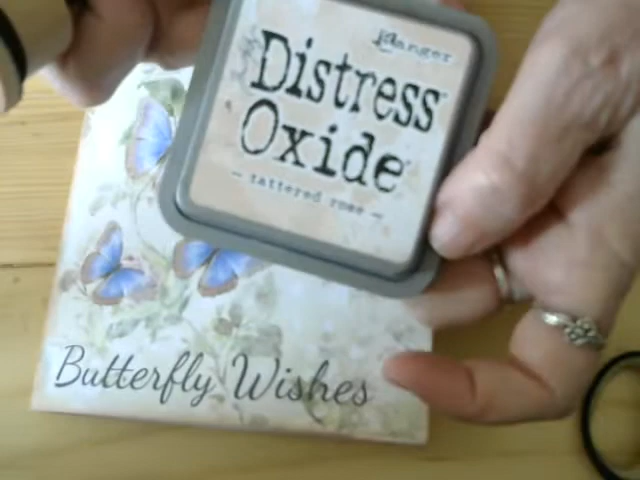 Ranger
Distress
Oxide
– tattered rose –
Butterfly Wishes